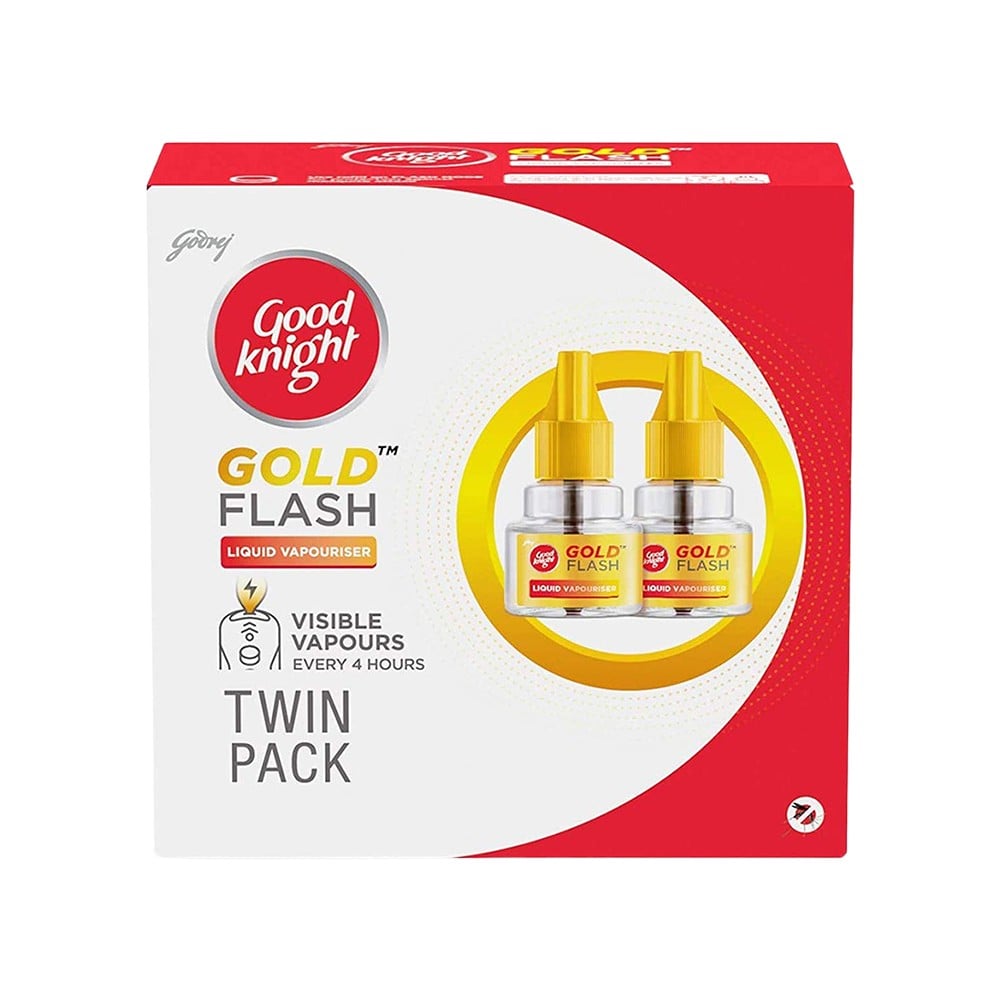 Good knight
GOLD™
FLASH
Godrej
Good
knight
GOLD™
FLASH
LIQUID VAPOURISER
VISIBLE
VAPOURS
EVERY 4 HOURS
TWIN
PACK
Good
knight
GOLD™
FLASH
LIQUID VAPOURISER
Good
knight
GOLD™
FLASH
LIQUID VAPOURISER